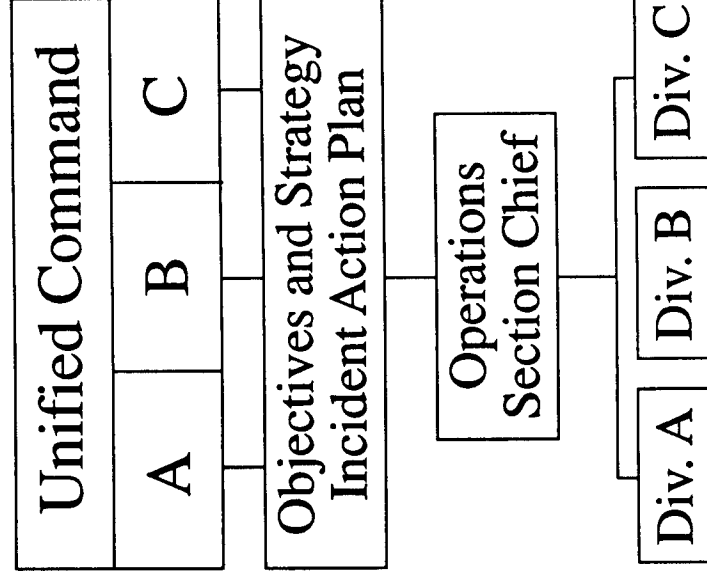 Unified Command
A
B
C
Objectives and Strategy
Incident Action Plan
Operations
Section Chief
Div. A
Div. B
Div. C